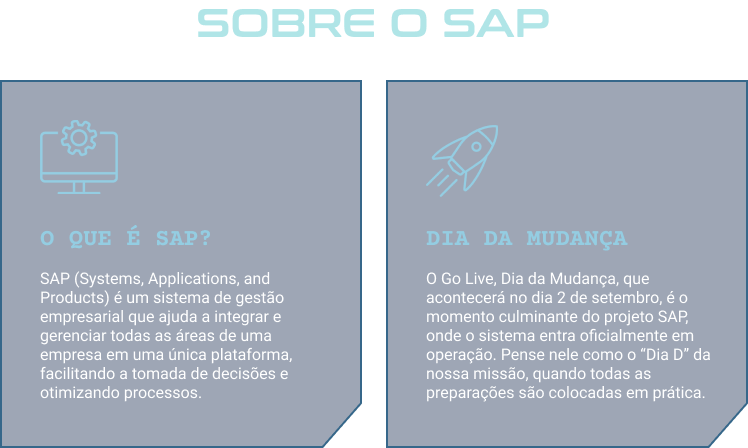 SOBRE O SAP
O QUE É SAP?
SAP (Systems, Applications, and
Products) é um sistema de gestão
empresarial que ajuda a integrar e
gerenciar todas as áreas de uma
empresa em uma única plataforma,
facilitando a tomada de decisões e
otimizando processos.
DIA DA MUDANÇA
O Go Live, Dia da Mudança, que
acontecerá no dia 2 de setembro, é o
momento culminante do projeto SAP,
onde o sistema entra oficialmente em
operação. Pense nele como o “Dia D” da
nossa missão, quando todas as
preparações são colocadas em prática.